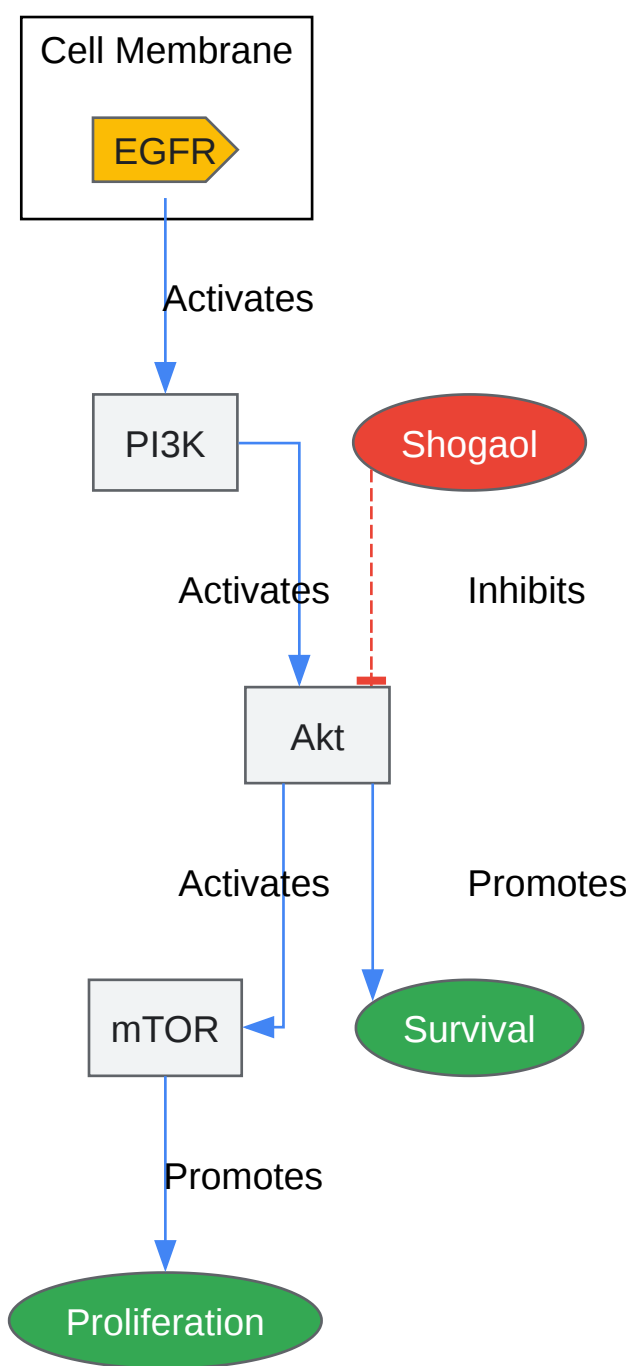 Cell Membrane
EGFR
Activates
PI3K
Shogaol
Activates
Inhibits
Akt
Activates
Promotes
mTOR
Survival
Promotes
Proliferation